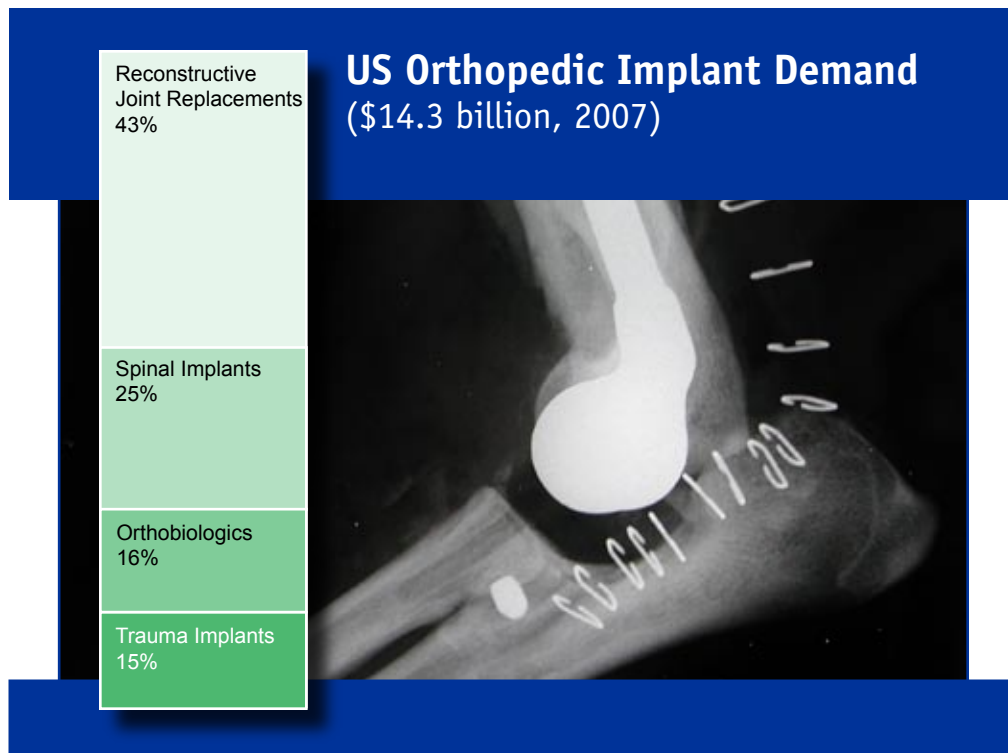 US Orthopedic Implant Demand
($14.3 billion, 2007)
Reconstructive
Joint Replacements
43%
Spinal Implants
25%
Orthobiologics
16%
Trauma Implants
15%